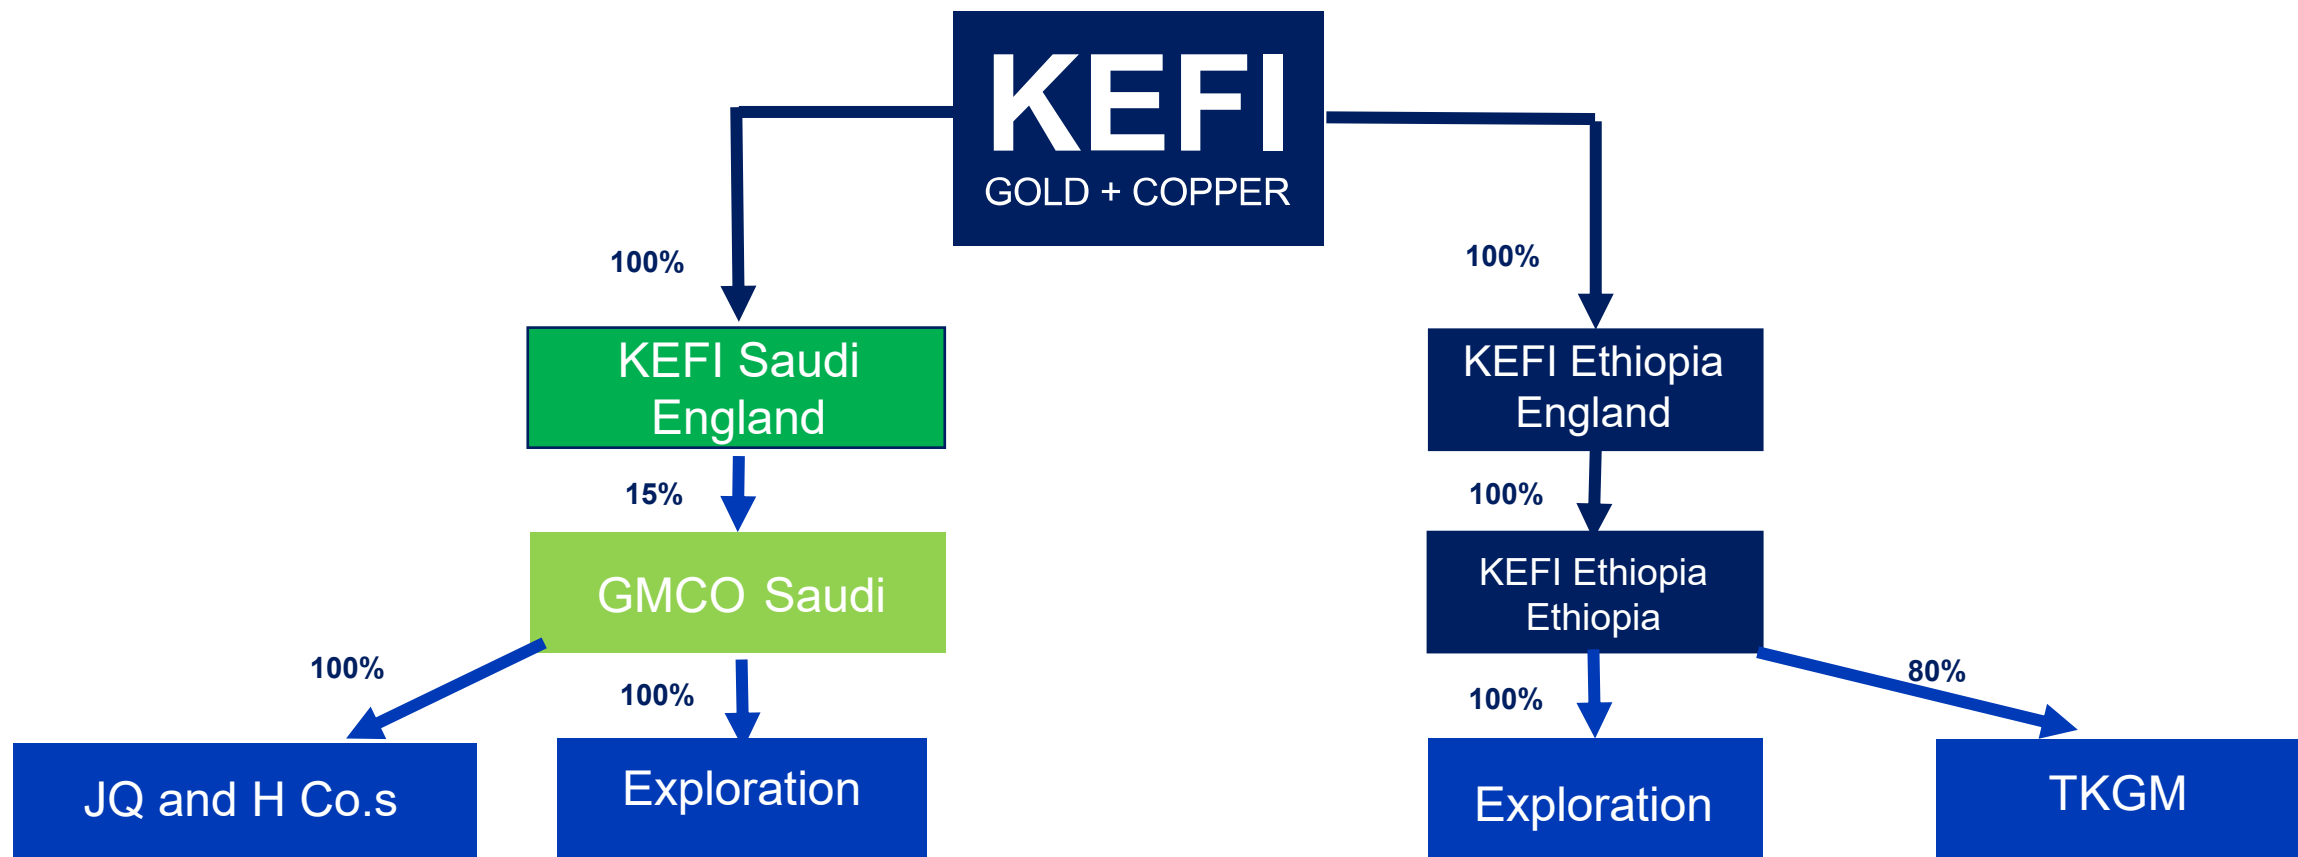 KEFI
GOLD + COPPER
100%
100%
KEFI Saudi
England
KEFI Ethiopia
England
15%
100%
GMCO Saudi
KEFI Ethiopia
Ethiopia
100%
100%
100%
80%
JQ and H Co.s
Exploration
Exploration
TKGM